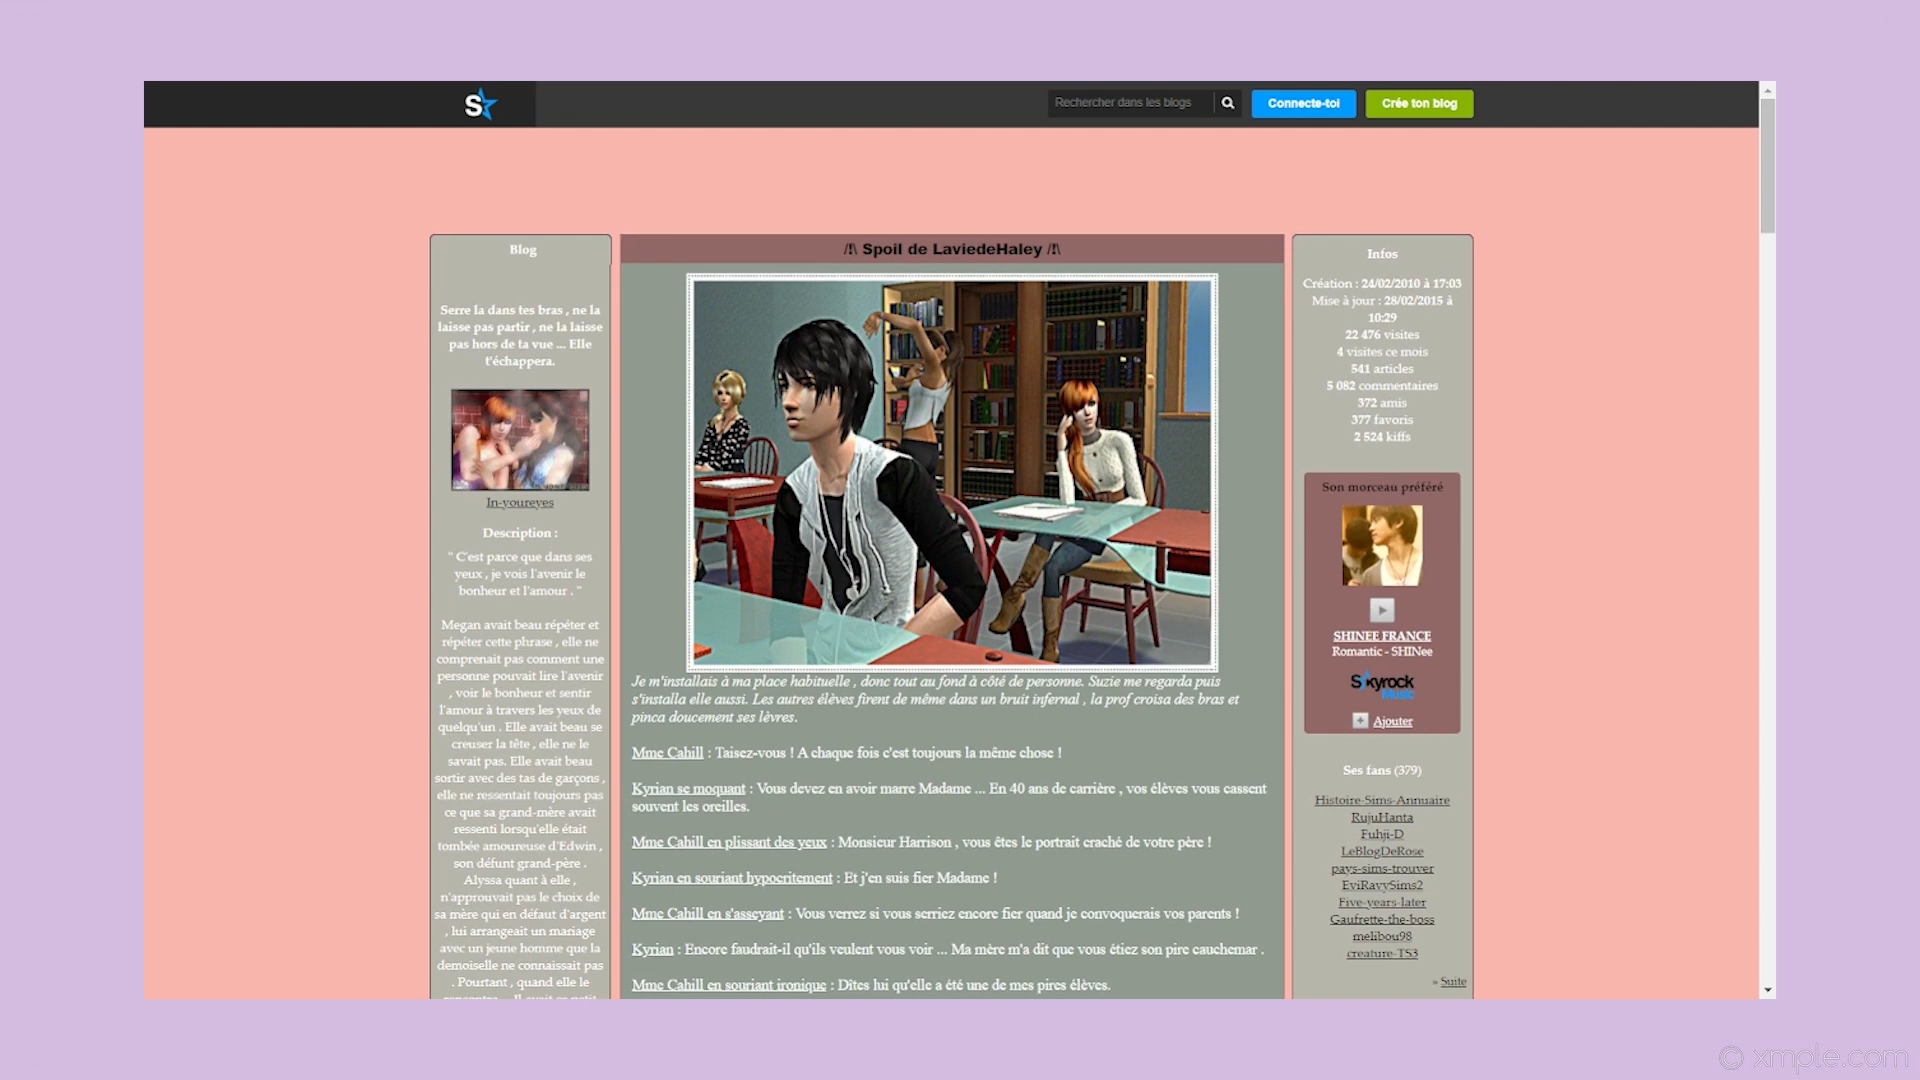 S
Rechercher dans les blogs
Connecte-toi
Crée ton blog
Blog
Serre la dans tes bras , ne la
laisse pas partir , ne la laisse
pas hors de ta vue ... Elle
t'échappera.
In-youreyes
Description :
" C'est parce que dans ses
yeux , je vois l'avenir le
bonheur et l'amour . "
Megan avait beau répéter et
répéter cette phrase , elle ne
comprenait pas comment une
personne pouvait lire l'avenir
, voir le bonheur et sentir
l'amour à travers les yeux de
quelqu'un . Elle avait beau se
creuser la tête , elle ne le
savait pas. Elle avait beau
sortir avec des tas de garçons ,
elle ne ressentait toujours pas
ce que sa grand-mère avait
ressenti lorsqu'elle était
tombée amoureuse d'Edwin ,
son défunt grand-père .
Alyssa quant à elle ,
n'approuvait pas le choix de
sa mère qui en défaut d'argent
, lui arrangeait un mariage
avec un jeune homme que la
demoiselle ne connaissait pas
. Pourtant , quand elle le
/!\ Spoil de LaviedeHaley /!\
Je m'installais à ma place habituelle , donc tout au fond à côté de personne. Suzie me regarda puis
s'installa elle aussi. Les autres élèves firent de même dans un bruit infernal , la prof croisa des bras et
pinca doucement ses lèvres.
Mme Cahill : Taisez-vous ! A chaque fois c'est toujours la même chose !
Kyrian se moquant : Vous devez en avoir marre Madame ... En 40 ans de carrière , vos élèves vous cassent
souvent les oreilles.
Mme Cahill en plissant des yeux : Monsieur Harrison , vous êtes le portrait craché de votre père !
Kyrian en souriant hypocritement : Et j'en suis fier Madame !
Mme Cahill en s'asseyant : Vous verrez si vous serriez encore fier quand je convoquerais vos parents !
Kyrian : Encore faudrait-il qu'ils veulent vous voir ... Ma mère m'a dit que vous étiez son pire cauchemar .
Mme Cahill en souriant ironique : Dîtes lui qu'elle a été une de mes pires élèves.
Infos
Création : 24/02/2010 à 17:03
Mise à jour : 28/02/2015 à
10:29
22 476 visites
4 visites ce mois
541 articles
5 082 commentaires
372 amis
377 favoris
2 524 kiffs
Son morceau préféré
SHINEE FRANCE
Romantic - SHINee
Skyrock
Music
Ajouter
Ses fans (379)
Histoire-Sims-Annuaire
RujuHanta
Fuhji-D
LeBlogDeRose
pays-sims-trouver
EviRavySims2
Five-years-later
Gaufrette-the-boss
melibou98
creature-TS3
» Suite
© xmple.com